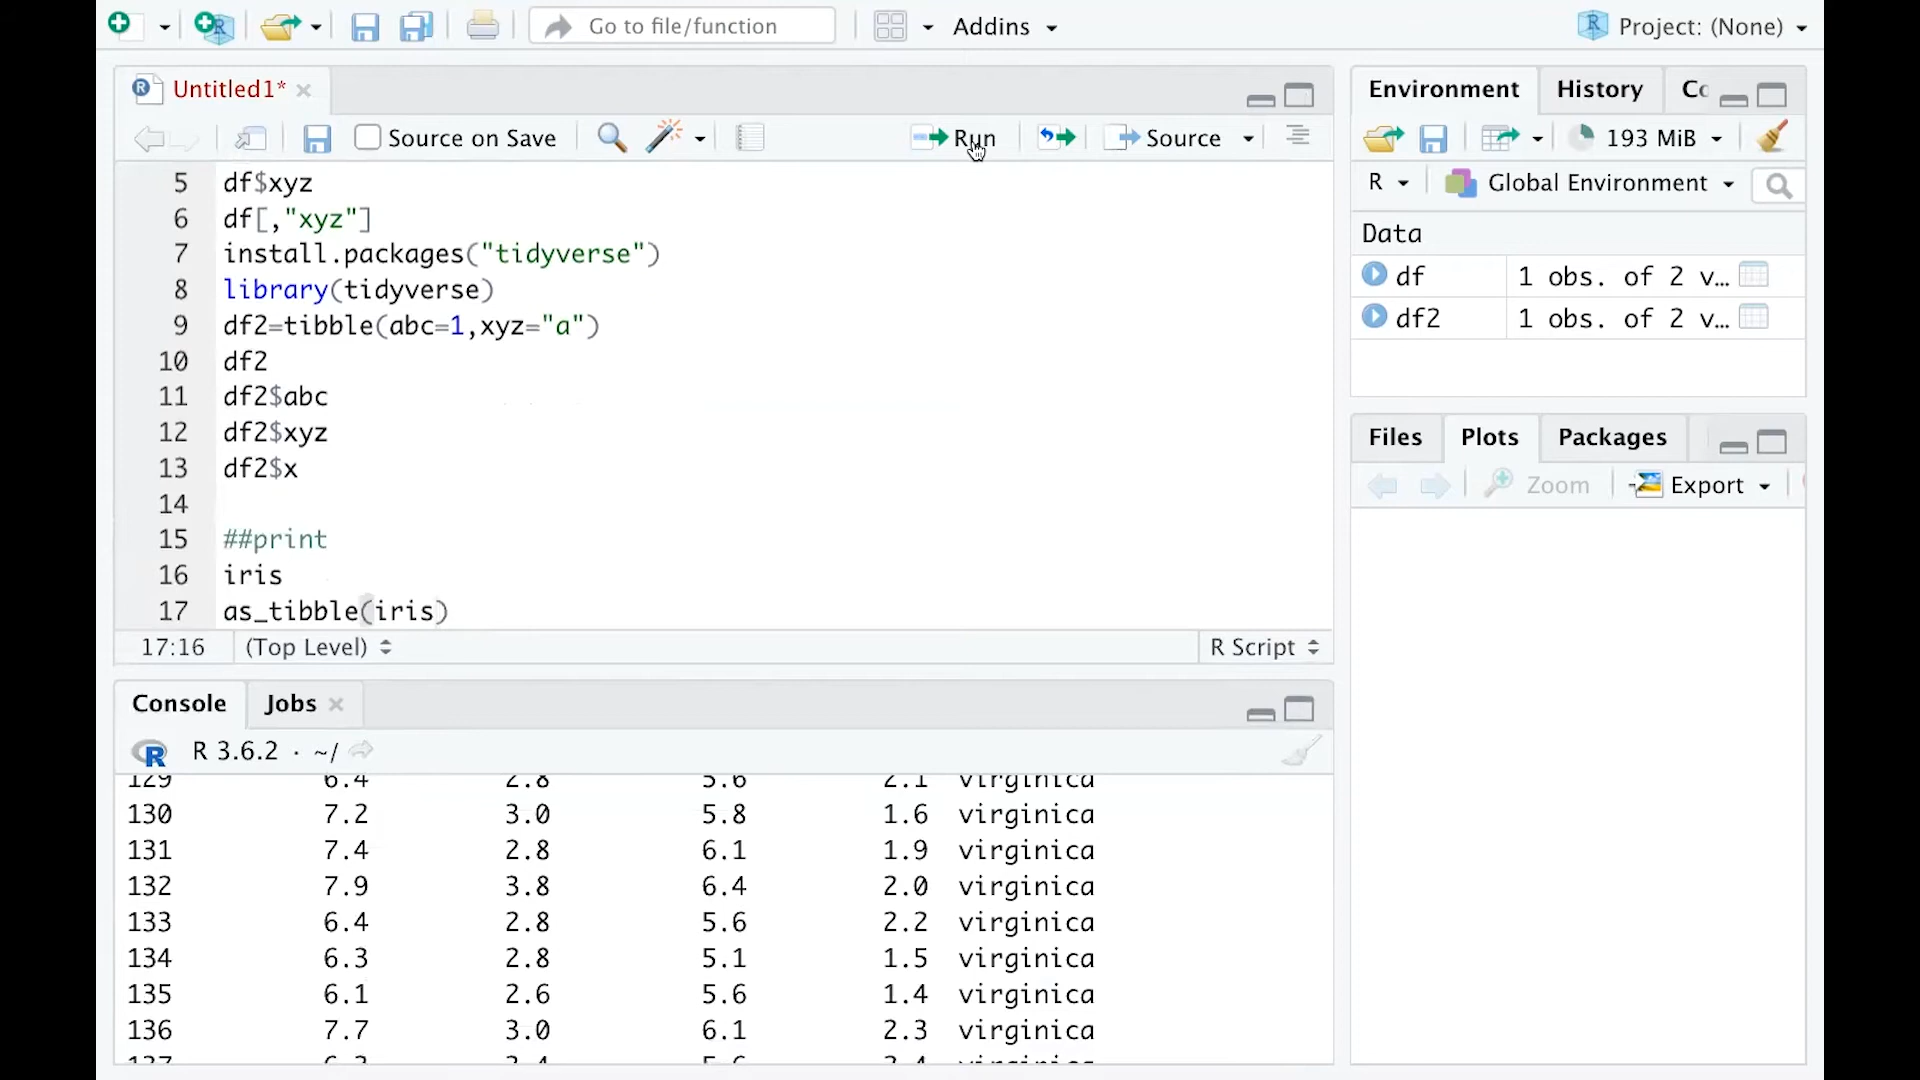 Go to file/function
Addins
Project: (None)
Untitled1*
Source on Save
Run
Source
5 df$xyz
6 df[,"xyz"]
7 install.packages("tidyverse")
8 library(tidyverse)
9 df2=tibble(abc=1,xyz="a")
10 df2
11 df2$abc
12 df2$xyz
13 df2$x
14
15 ##print
16 iris
17 as_tibble(iris)
17:16 (Top Level) R Script
Console Jobs
R 3.6.2 · ~/
129 6.4 2.8 5.6 2.1 virginica
130 7.2 3.0 5.8 1.6 virginica
131 7.4 2.8 6.1 1.9 virginica
132 7.9 3.8 6.4 2.0 virginica
133 6.4 2.8 5.6 2.2 virginica
134 6.3 2.8 5.1 1.5 virginica
135 6.1 2.6 5.6 1.4 virginica
136 7.7 3.0 6.1 2.3 virginica
Environment History
193 MiB
R Global Environment
Data
df 1 obs. of 2 v…
df2 1 obs. of 2 v…
Files Plots Packages
Zoom Export